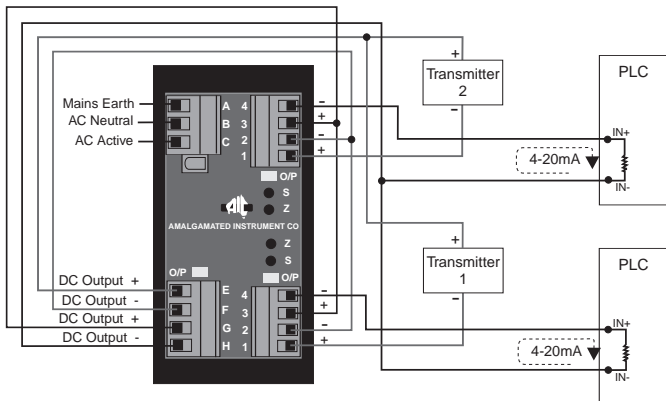 Mains Earth
AC Neutral
AC Active
A
B
C
4
3
2
1
-
+
-
+
O/P
S
Z
AMALGAMATED INSTRUMENT CO
Z
S
O/P
O/P
DC Output +
DC Output -
DC Output +
DC Output -
E
F
G
H
4
3
2
1
-
+
-
+
+
Transmitter
2
-
+
Transmitter
1
-
PLC
IN+
4-20mA
IN-
PLC
IN+
4-20mA
IN-